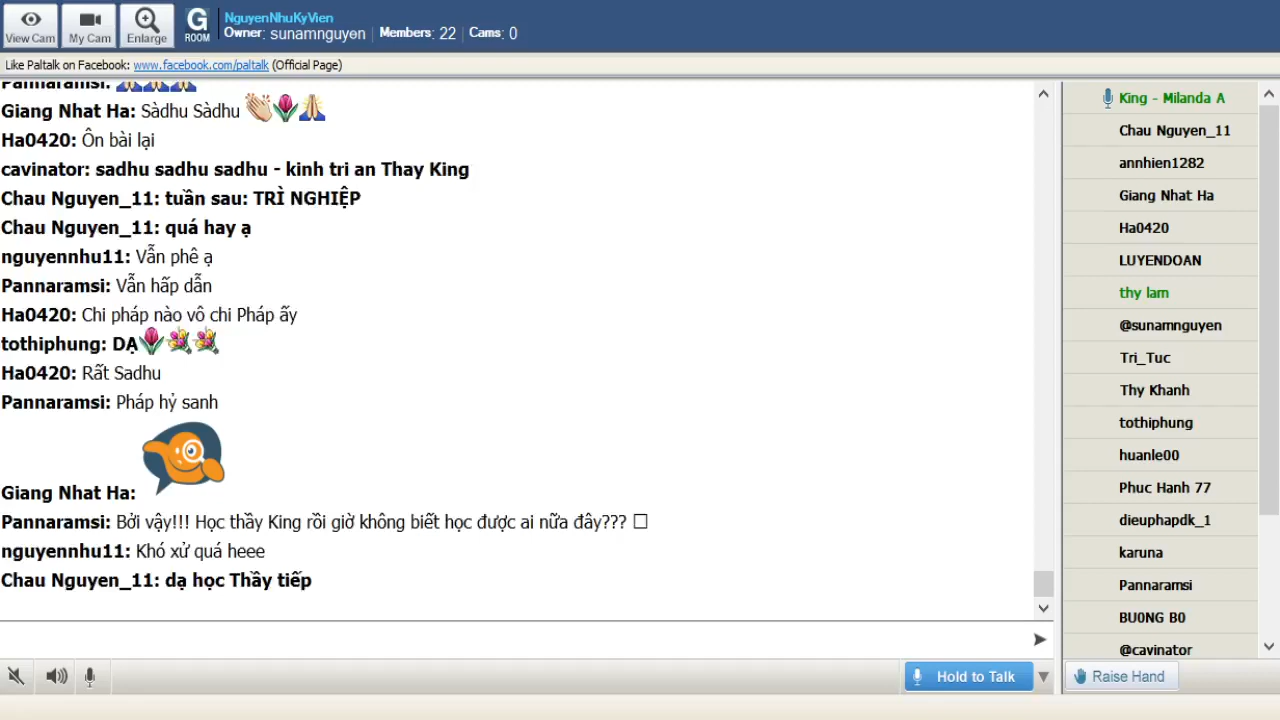 View Cam
My Cam
Enlarge
G
ROOM
NguyenNhuKyVien
Owner: sunamnguyen | Members: 22 | Cams: 0
Like Paltalk on Facebook: www.facebook.com/paltalk (Official Page)
Pannaramsi:
Giang Nhat Ha: Sàdhu Sàdhu
Ha0420: Ôn bài lại
cavinator: sadhu sadhu sadhu - kinh tri an Thay King
Chau Nguyen_11: tuần sau: TRÌ NGHIỆP
Chau Nguyen_11: quá hay ạ
nguyennhu11: Vẫn phê ạ
Pannaramsi: Vẫn hấp dẫn
Ha0420: Chi pháp nào vô chi Pháp ấy
tothiphung: DẠ
Ha0420: Rất Sadhu
Pannaramsi: Pháp hỷ sanh
Giang Nhat Ha:
Pannaramsi: Bởi vậy!!! Học thầy King rồi giờ không biết học được ai nữa đây???
nguyennhu11: Khó xử quá heee
Chau Nguyen_11: dạ học Thầy tiếp
Hold to Talk
King - Milanda A
Chau Nguyen_11
annhien1282
Giang Nhat Ha
Ha0420
LUYENDOAN
thy lam
@sunamnguyen
Tri_Tuc
Thy Khanh
tothiphung
huanle00
Phuc Hanh 77
dieuphapdk_1
karuna
Pannaramsi
BU0NG B0
@cavinator
Raise Hand